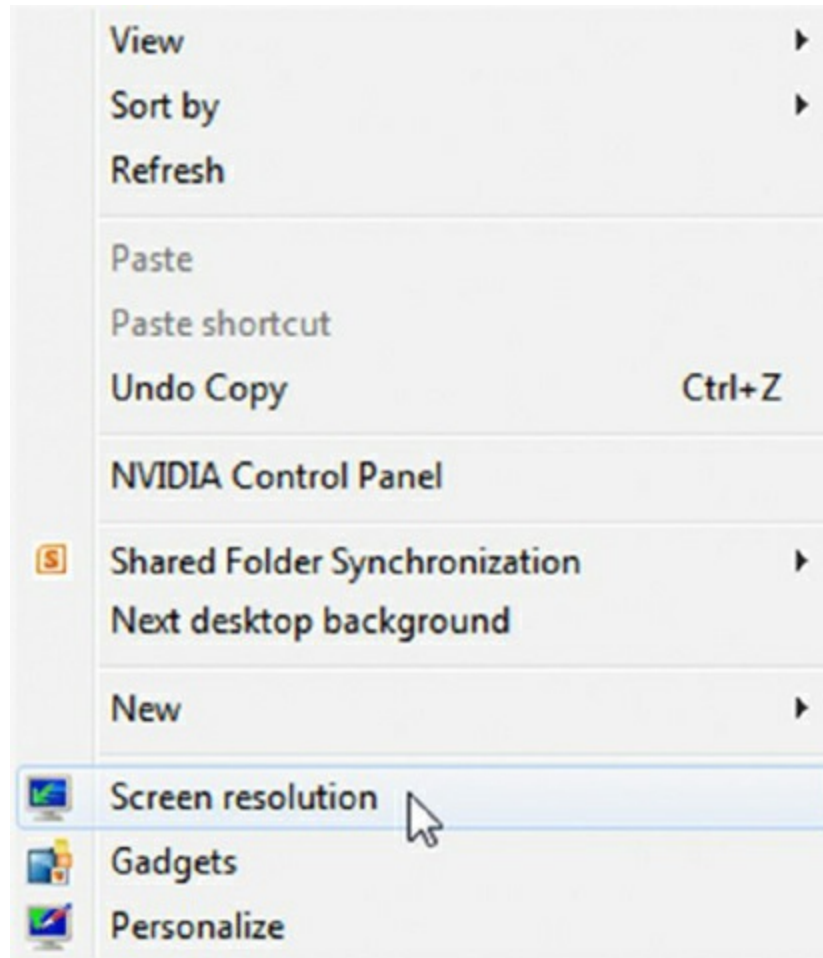 View
Sort by
Refresh
Paste
Paste shortcut
Undo Copy Ctrl+Z
NVIDIA Control Panel
S Shared Folder Synchronization
Next desktop background
New
Screen resolution
Gadgets
Personalize